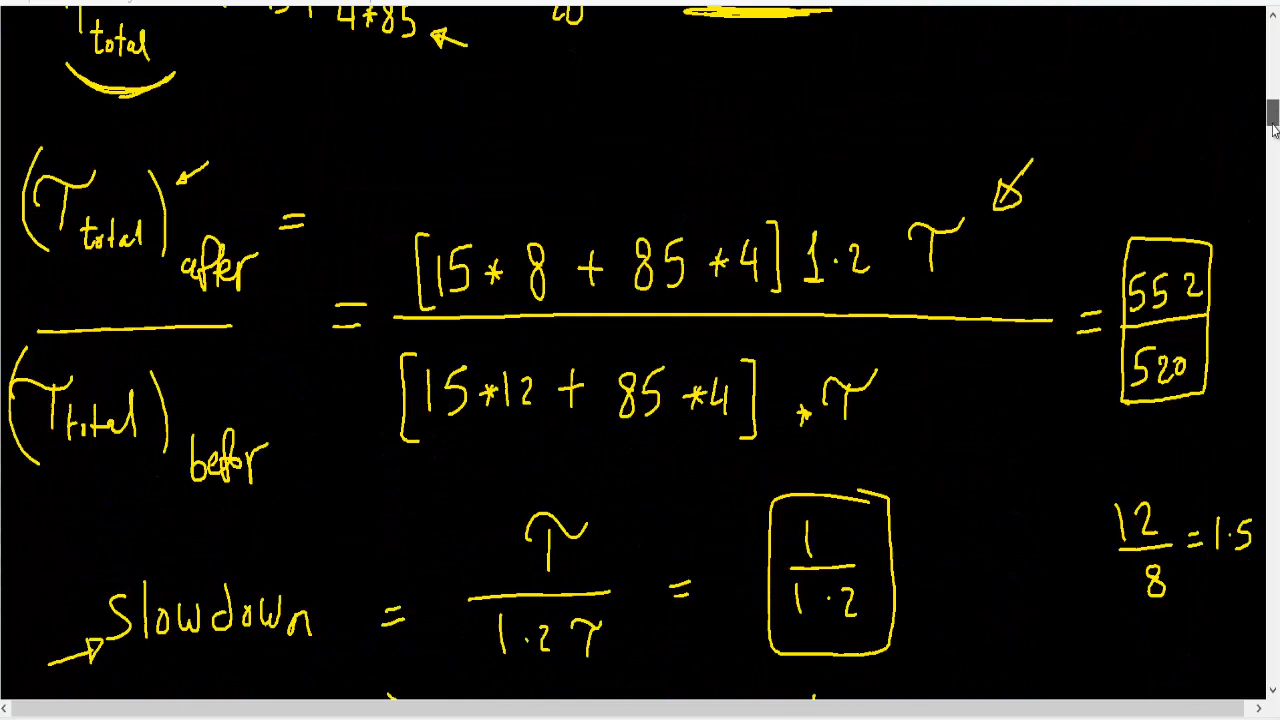 total
4*85
20
(T total) after =
= [15*8 + 85*4] 1.2 τ
= 552
[15*12 + 85*4] * τ
520
(T total) befor
Slowdown = τ / 1.2 τ = 1 / 1.2
12 / 8 = 1.5